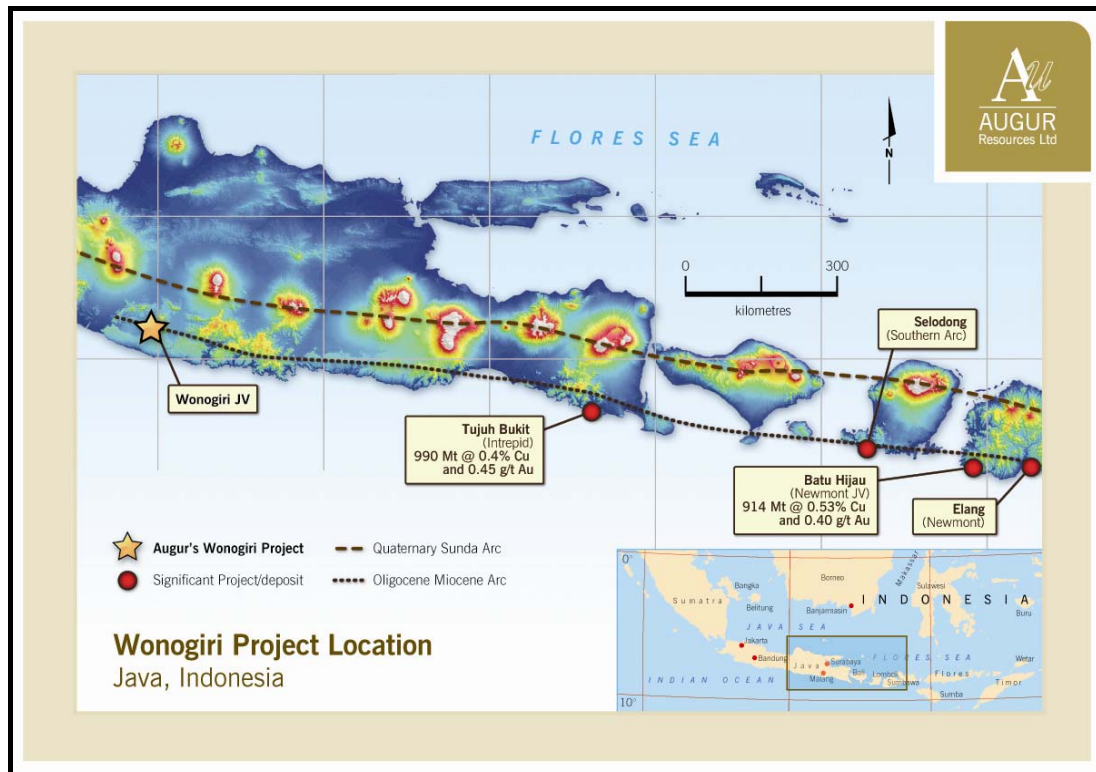 Au
AUGUR
Resources Ltd
FLORES SEA
N
0 300
kilometres
Selodong
(Southern Arc)
Wonogiri JV
Tujuh Bukit
(Intrepid)
990 Mt @ 0.4% Cu
and 0.45 g/t Au
Batu Hijau
(Newmont JV)
914 Mt @ 0.53% Cu
and 0.40 g/t Au
Elang
(Newmont)
Augur's Wonogiri Project
Quaternary Sunda Arc
Significant Project/deposit
Oligocene Miocene Arc
Wonogiri Project Location
Java, Indonesia
0°
Sumatra
Bangka
Belitung
Borneo
Banjarmasin
Makassar
Sulawesi
INDONESIA
Buru
JAVA SEA
Jakarta
Bandung
Java
Surabaya
Malang
Bali
Lombok
Sumbawa
FLORES SEA
Flores
Wetar
Timor
Sumba
INDIAN OCEAN
10°